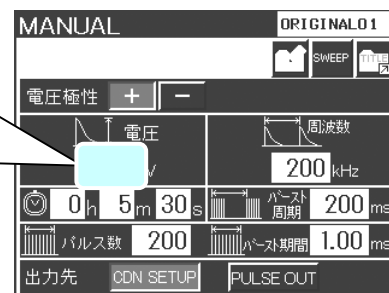 MANUAL ORIGINAL01
SWEEP TITLE
電圧極性 + −
電圧 周波数
V 200 kHz
0 h 5 m 30 s バースト周期 200 ms
パルス数 200 バースト期間 1.00 ms
出力先 CDN SETUP PULSE OUT